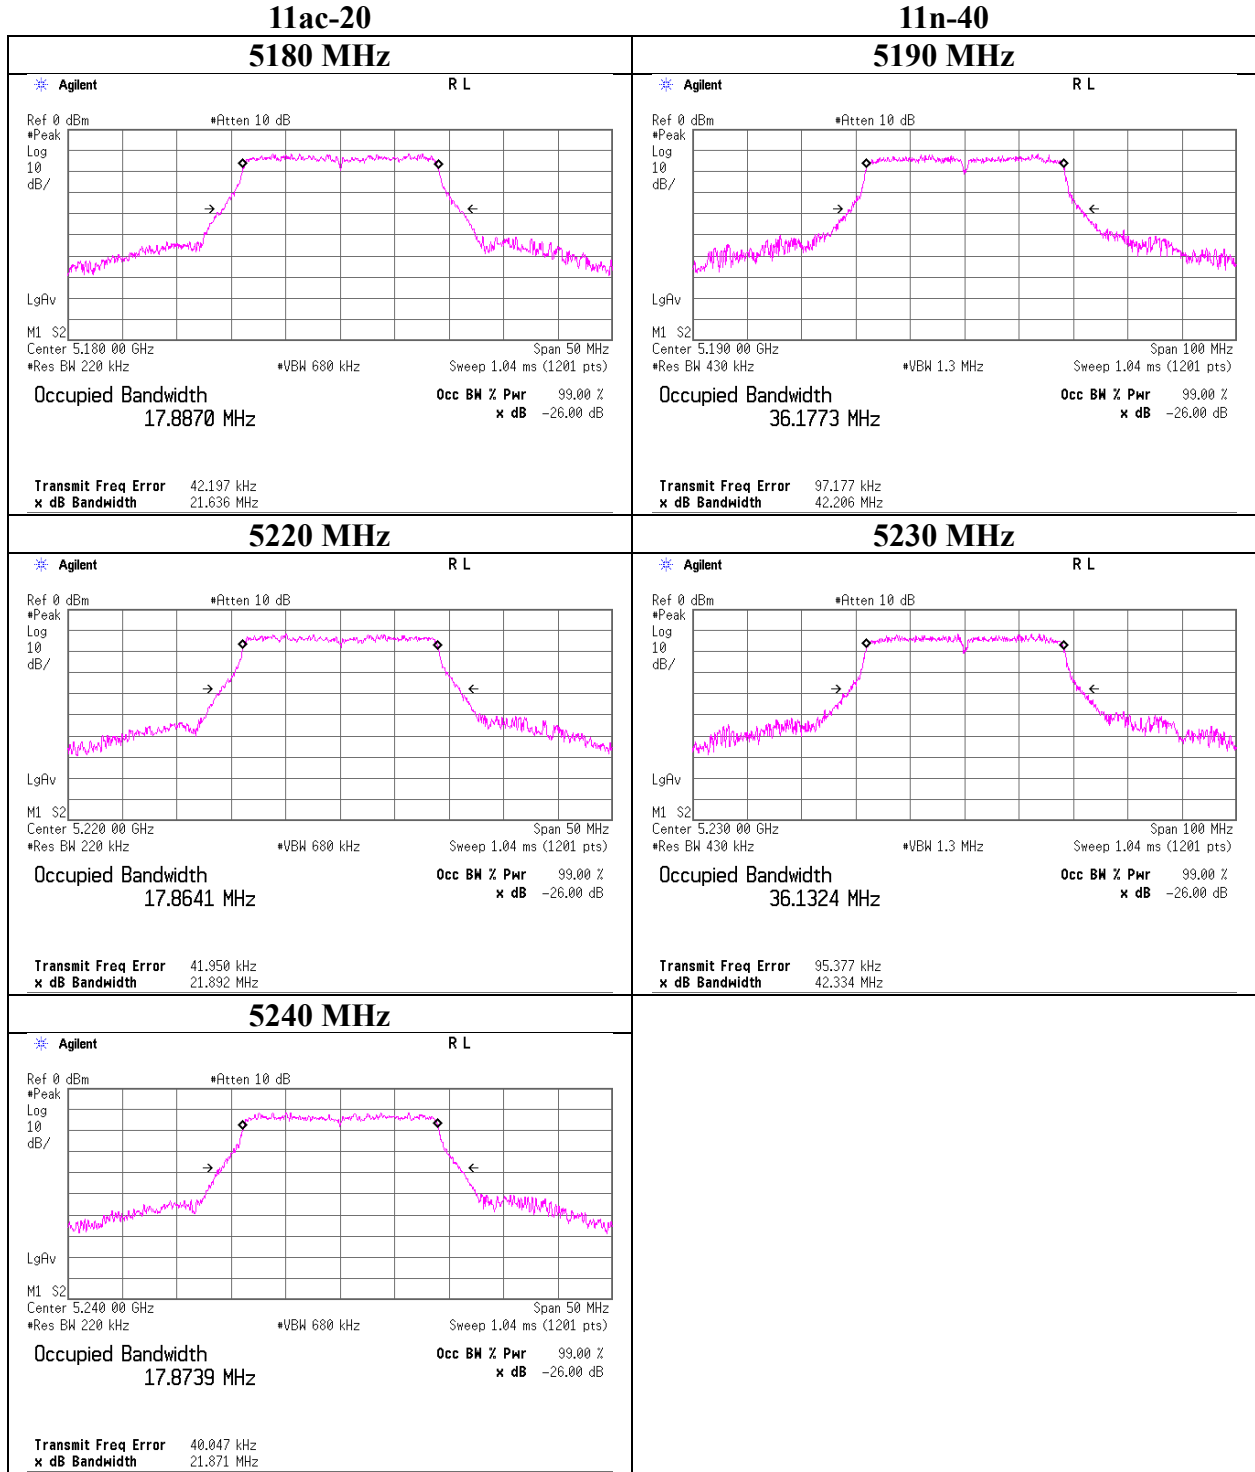 11ac-20
11n-40
5180 MHz
Agilent
R L
Ref 0 dBm
#Atten 10 dB
#Peak
Log
10
dB/
LgAv
M1 S2
Center 5.180 00 GHz
Span 50 MHz
#Res BW 220 kHz
#VBW 680 kHz
Sweep 1.04 ms (1201 pts)
Occupied Bandwidth
17.8870 MHz
Occ BW % Pwr 99.00 %
x dB -26.00 dB
Transmit Freq Error 42.197 kHz
x dB Bandwidth 21.636 MHz
5190 MHz
Agilent
R L
Ref 0 dBm
#Atten 10 dB
#Peak
Log
10
dB/
LgAv
M1 S2
Center 5.190 00 GHz
Span 100 MHz
#Res BW 430 kHz
#VBW 1.3 MHz
Sweep 1.04 ms (1201 pts)
Occupied Bandwidth
36.1773 MHz
Occ BW % Pwr 99.00 %
x dB -26.00 dB
Transmit Freq Error 97.177 kHz
x dB Bandwidth 42.206 MHz
5220 MHz
Agilent
R L
Ref 0 dBm
#Atten 10 dB
#Peak
Log
10
dB/
LgAv
M1 S2
Center 5.220 00 GHz
Span 50 MHz
#Res BW 220 kHz
#VBW 680 kHz
Sweep 1.04 ms (1201 pts)
Occupied Bandwidth
17.8641 MHz
Occ BW % Pwr 99.00 %
x dB -26.00 dB
Transmit Freq Error 41.950 kHz
x dB Bandwidth 21.892 MHz
5230 MHz
Agilent
R L
Ref 0 dBm
#Atten 10 dB
#Peak
Log
10
dB/
LgAv
M1 S2
Center 5.230 00 GHz
Span 100 MHz
#Res BW 430 kHz
#VBW 1.3 MHz
Sweep 1.04 ms (1201 pts)
Occupied Bandwidth
36.1324 MHz
Occ BW % Pwr 99.00 %
x dB -26.00 dB
Transmit Freq Error 95.377 kHz
x dB Bandwidth 42.334 MHz
5240 MHz
Agilent
R L
Ref 0 dBm
#Atten 10 dB
#Peak
Log
10
dB/
LgAv
M1 S2
Center 5.240 00 GHz
Span 50 MHz
#Res BW 220 kHz
#VBW 680 kHz
Sweep 1.04 ms (1201 pts)
Occupied Bandwidth
17.8739 MHz
Occ BW % Pwr 99.00 %
x dB -26.00 dB
Transmit Freq Error 40.047 kHz
x dB Bandwidth 21.871 MHz